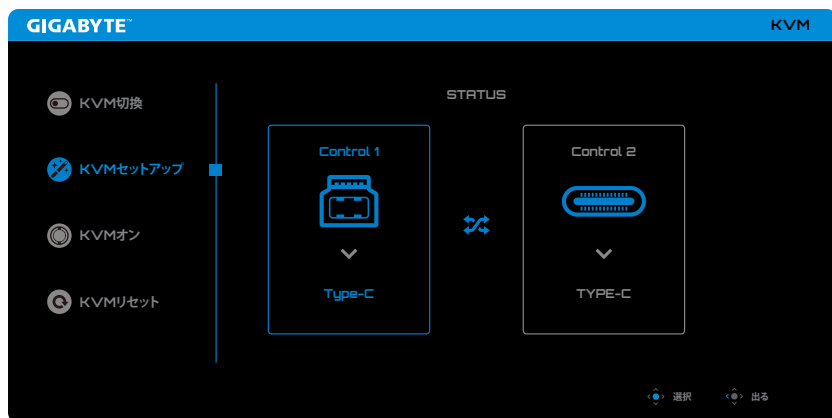 GIGABYTE™
KVM
KVM切換
KVMセットアップ
KVMオン
KVMリセット
STATUS
Control 1
Type-C
Control 2
TYPE-C
選択
出る